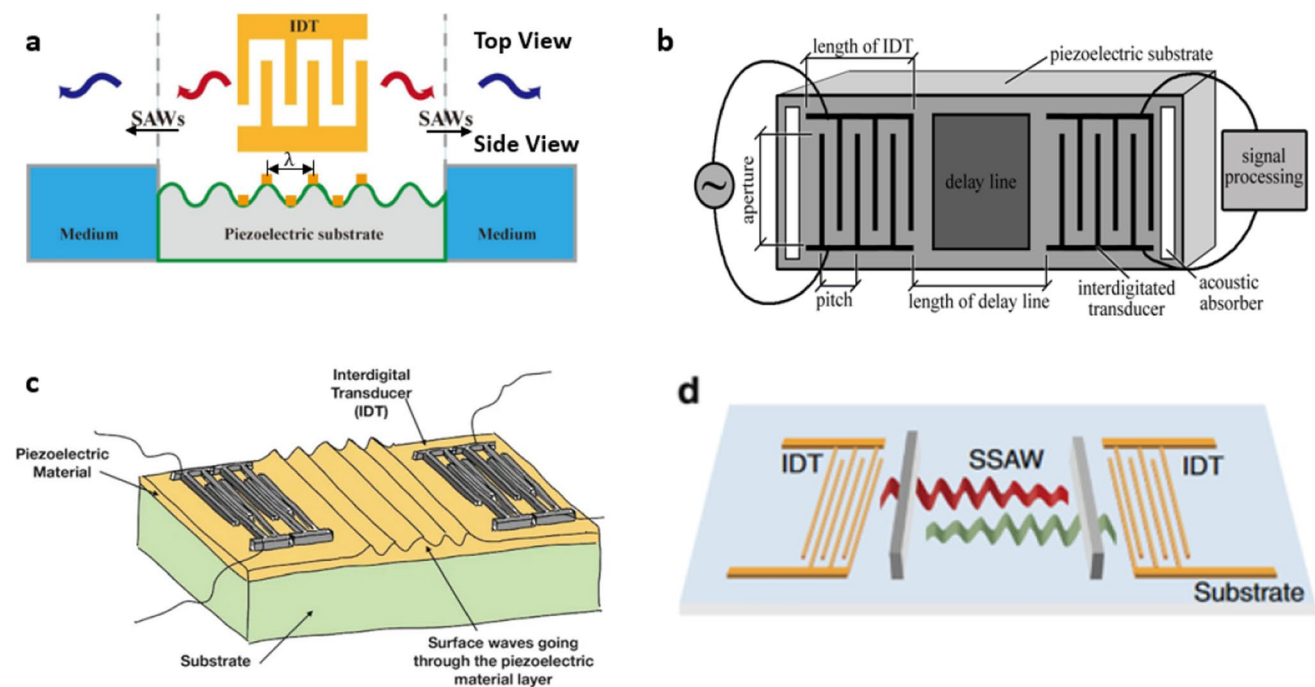 a
IDT
Top View
SAWs
SAWs
Side View
λ
Medium
Piezoelectric substrate
Medium
b
length of IDT
piezoelectric substrate
aperture
delay line
signal
processing
~
pitch
length of delay line
interdigitated
transducer
acoustic
absorber
c
Interdigital
Transducer
(IDT)
Piezoelectric
Material
Substrate
Surface waves going
through the piezoelectric
material layer
d
IDT
SSAW
IDT
Substrate